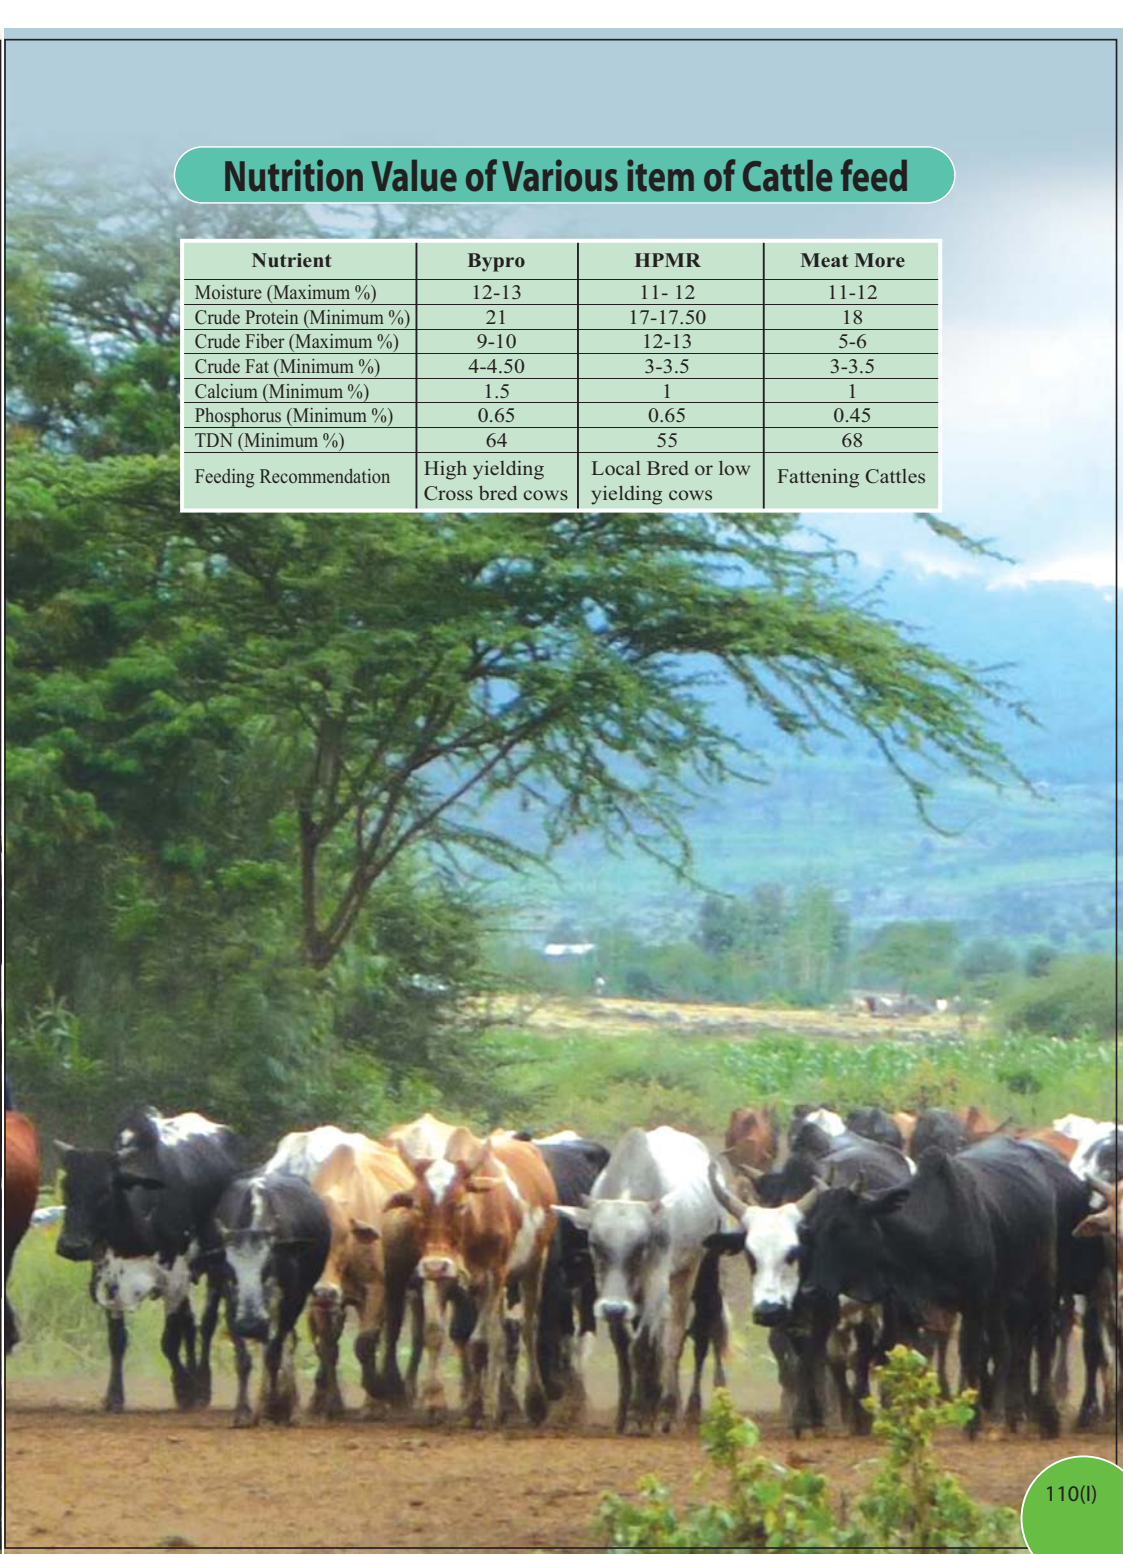 Nutrition Value of Various item of Cattle feed
Nutrient Bypro HPMR Meat More
Moisture (Maximum %) 12-13 11- 12 11-12
Crude Protein (Minimum %) 21 17-17.50 18
Crude Fiber (Maximum %) 9-10 12-13 5-6
Crude Fat (Minimum %) 4-4.50 3-3.5 3-3.5
Calcium (Minimum %) 1.5 1 1
Phosphorus (Minimum %) 0.65 0.65 0.45
TDN (Minimum %) 64 55 68
Feeding Recommendation High yielding Local Bred or low Fattening Cattles
Cross bred cows yielding cows
110(I)